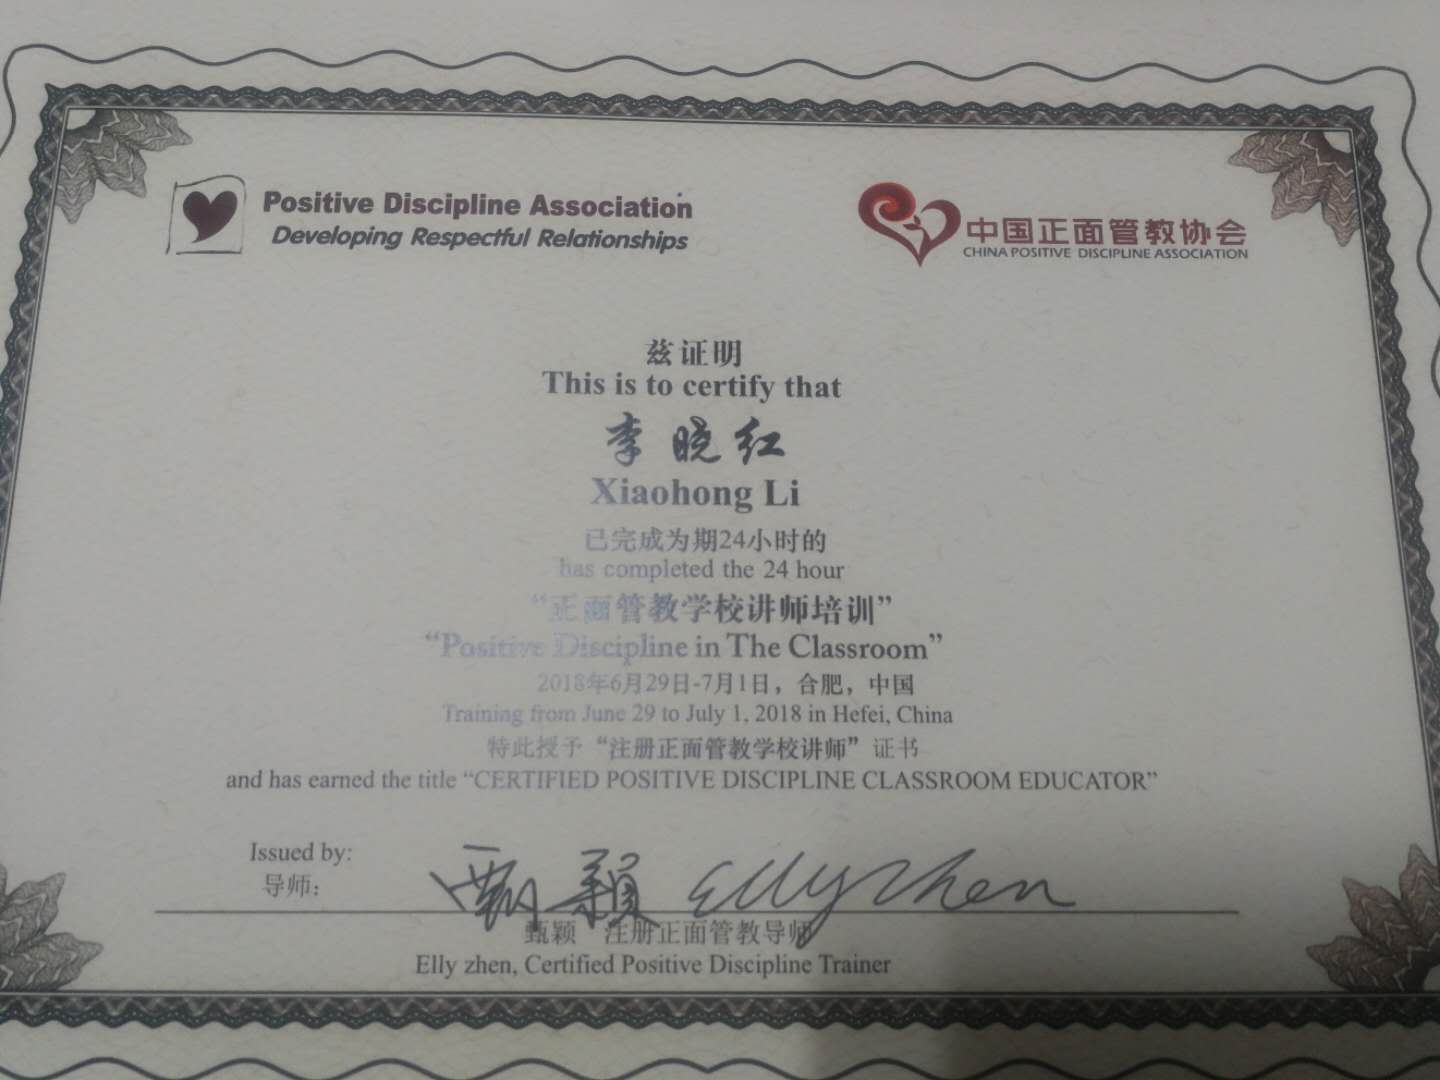 Positive Discipline Association
Developing Respectful Relationships
中国正面管教协会
CHINA POSITIVE DISCIPLINE ASSOCIATION
兹证明
This is to certify that
李晓红
Xiaohong Li
已完成为期24小时的
has completed the 24 hour
“正面管教学校讲师培训”
“Positive Discipline in The Classroom”
2018年6月29日-7月1日，合肥，中国
Training from June 29 to July 1, 2018 in Hefei, China
特此授予“注册正面管教学校讲师”证书
and has earned the title “CERTIFIED POSITIVE DISCIPLINE CLASSROOM EDUCATOR”
Issued by:
导师：
甄颖 Elly Zhen
甄颖 注册正面管教导师
Elly zhen, Certified Positive Discipline Trainer